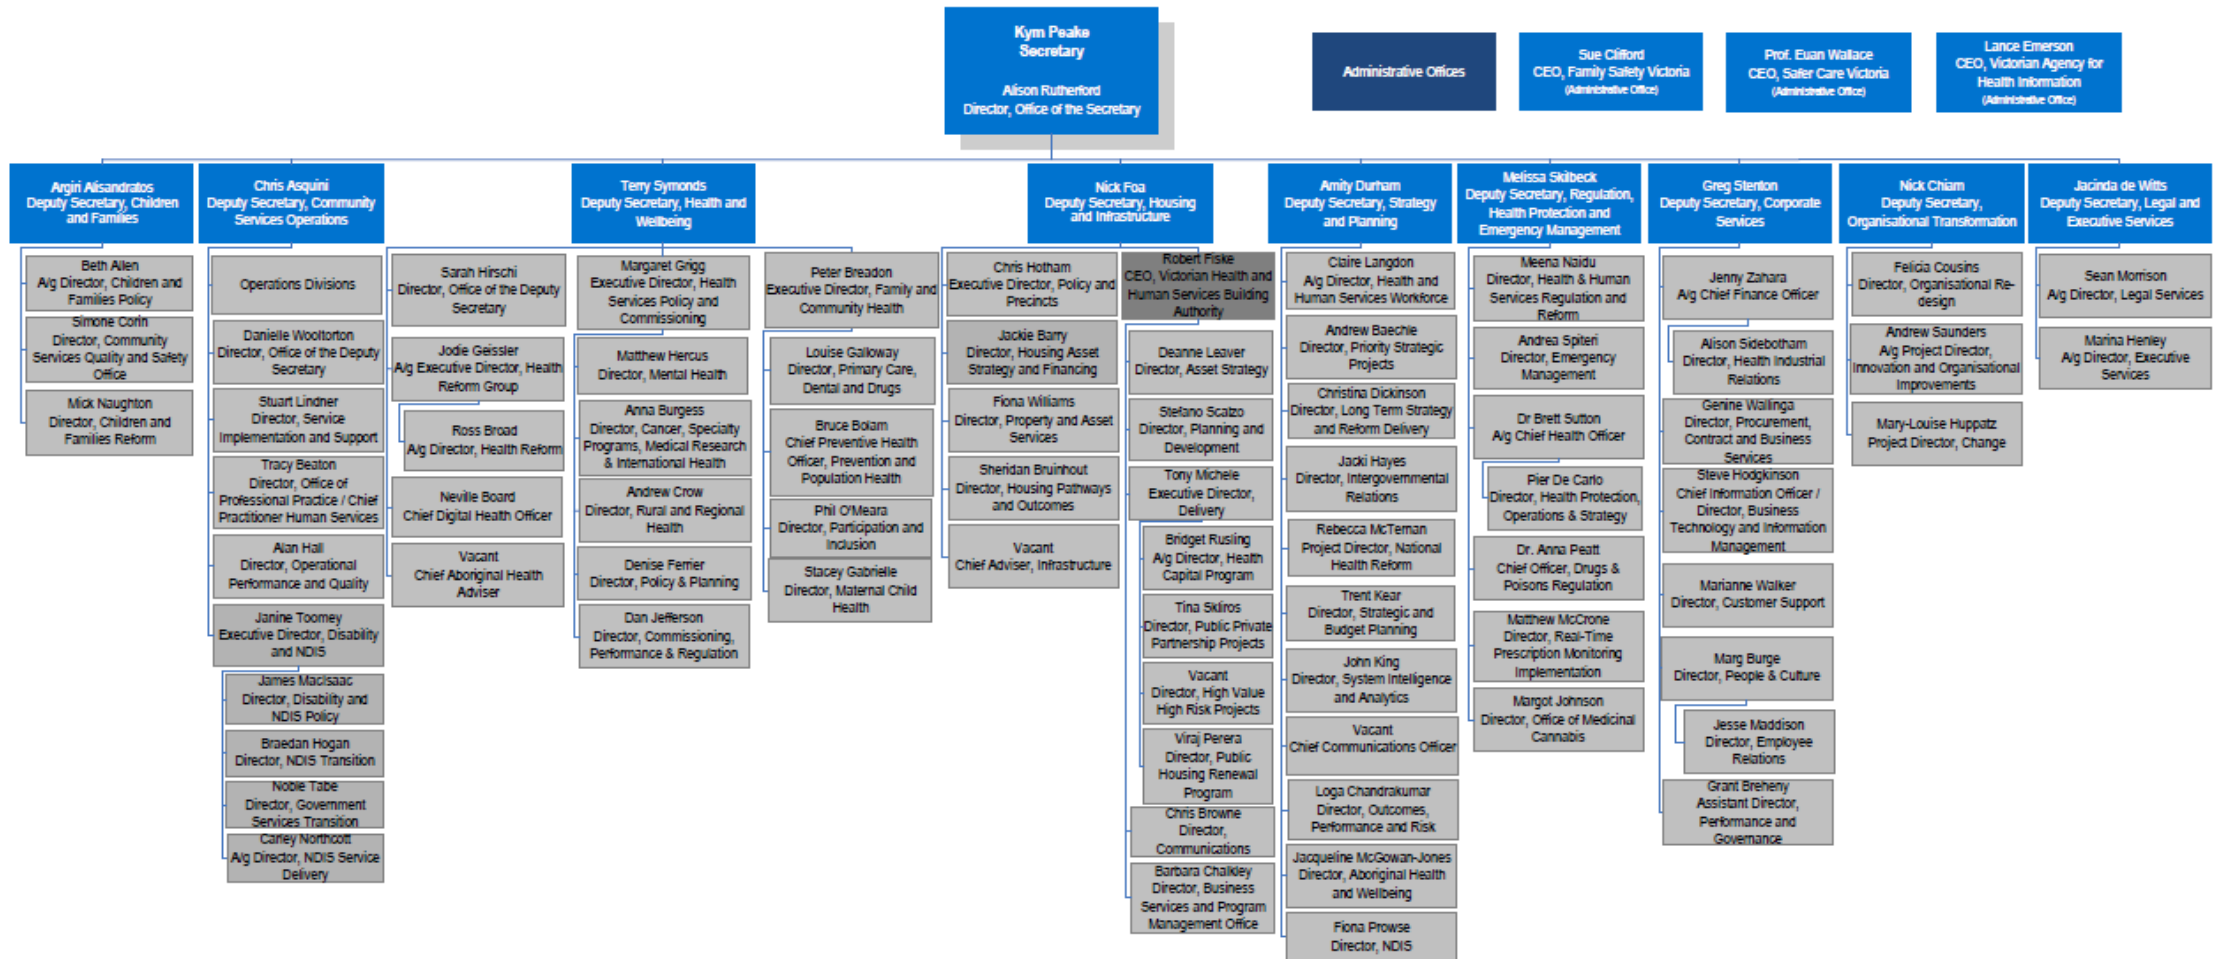 Kym Peake
Secretary
Alison Rutherford
Director, Office of the Secretary
Administrative Offices
Sue Clifford
CEO, Family Safety Victoria
(Administrative Office)
Prof. Euan Wallace
CEO, Safer Care Victoria
(Administrative Office)
Lance Emerson
CEO, Victorian Agency for
Health Information
(Administrative Office)
Argiri Alisandratos
Deputy Secretary, Children
and Families
Beth Allen
A/g Director, Children and
Families Policy
Simone Corin
Director, Community
Services Quality and Safety
Office
Mick Naughton
Director, Children and
Families Reform
Chris Asquini
Deputy Secretary, Community
Services Operations
Operations Divisions
Danielle Wooltorton
Director, Office of the Deputy
Secretary
Stuart Lindner
Director, Service
Implementation and Support
Tracy Beaton
Director, Office of
Professional Practice / Chief
Practitioner Human Services
Alan Hall
Director, Operational
Performance and Quality
Janine Toomey
Executive Director, Disability
and NDIS
James MacIsaac
Director, Disability and
NDIS Policy
Braedan Hogan
Director, NDIS Transition
Noble Tabe
Director, Government
Services Transition
Carley Northcott
A/g Director, NDIS Service
Delivery
Terry Symonds
Deputy Secretary, Health and
Wellbeing
Sarah Hirschi
Director, Office of the Deputy
Secretary
Jodie Geissler
A/g Executive Director, Health
Reform Group
Ross Broad
A/g Director, Health Reform
Neville Board
Chief Digital Health Officer
Vacant
Chief Aboriginal Health
Adviser
Margaret Grigg
Executive Director, Health
Services Policy and
Commissioning
Matthew Hercus
Director, Mental Health
Anna Burgess
Director, Cancer, Specialty
Programs, Medical Research
& International Health
Andrew Crow
Director, Rural and Regional
Health
Denise Ferrier
Director, Policy & Planning
Dan Jefferson
Director, Commissioning,
Performance & Regulation
Peter Breadon
Executive Director, Family and
Community Health
Louise Galloway
Director, Primary Care,
Dental and Drugs
Bruce Bolam
Chief Preventive Health
Officer, Prevention and
Population Health
Phil O'Meara
Director, Participation and
Inclusion
Stacey Gabrielle
Director, Maternal Child
Health
Nick Foa
Deputy Secretary, Housing
and Infrastructure
Chris Hotham
Executive Director, Policy and
Precincts
Jackie Barry
Director, Housing Asset
Strategy and Financing
Fiona Williams
Director, Property and Asset
Services
Sheridan Bruinhout
Director, Housing Pathways
and Outcomes
Vacant
Chief Adviser, Infrastructure
Robert Fiske
CEO, Victorian Health and
Human Services Building
Authority
Deanne Leaver
Director, Asset Strategy
Stefano Scalzo
Director, Planning and
Development
Tony Michele
Executive Director,
Delivery
Bridget Rusling
A/g Director, Health
Capital Program
Tina Skliros
Director, Public Private
Partnership Projects
Vacant
Director, High Value
High Risk Projects
Viraj Perera
Director, Public
Housing Renewal
Program
Chris Browne
Director,
Communications
Barbara Chalkley
Director, Business
Services and Program
Management Office
Amity Durham
Deputy Secretary, Strategy
and Planning
Claire Langdon
A/g Director, Health and
Human Services Workforce
Andrew Baechle
Director, Priority Strategic
Projects
Christina Dickinson
Director, Long Term Strategy
and Reform Delivery
Jacki Hayes
Director, Intergovernmental
Relations
Rebecca McTernan
Project Director, National
Health Reform
Trent Kear
Director, Strategic and
Budget Planning
John King
Director, System Intelligence
and Analytics
Vacant
Chief Communications Officer
Loga Chandrakumar
Director, Outcomes,
Performance and Risk
Jacqueline McGowan-Jones
Director, Aboriginal Health
and Wellbeing
Fiona Prowse
Director, NDIS
Melissa Skilbeck
Deputy Secretary, Regulation,
Health Protection and
Emergency Management
Meena Naidu
Director, Health & Human
Services Regulation and
Reform
Andrea Spiteri
Director, Emergency
Management
Dr Brett Sutton
A/g Chief Health Officer
Pier De Carlo
Director, Health Protection,
Operations & Strategy
Dr. Anna Peatt
Chief Officer, Drugs &
Poisons Regulation
Matthew McCrone
Director, Real-Time
Prescription Monitoring
Implementation
Margot Johnson
Director, Office of Medicinal
Cannabis
Greg Stenton
Deputy Secretary, Corporate
Services
Jenny Zahara
A/g Chief Finance Officer
Alison Sidebotham
Director, Health Industrial
Relations
Genine Wallinga
Director, Procurement,
Contract and Business
Services
Steve Hodgkinson
Chief Information Officer /
Director, Business
Technology and Information
Management
Marianne Walker
Director, Customer Support
Marg Burge
Director, People & Culture
Jesse Maddison
Director, Employee
Relations
Grant Breheny
Assistant Director,
Performance and
Governance
Nick Chiam
Deputy Secretary,
Organisational Transformation
Felicia Cousins
Director, Organisational Re-
design
Andrew Saunders
A/g Project Director,
Innovation and Organisational
Improvements
Mary-Louise Huppatz
Project Director, Change
Jacinda de Witts
Deputy Secretary, Legal and
Executive Services
Sean Morrison
A/g Director, Legal Services
Marina Henley
A/g Director, Executive
Services